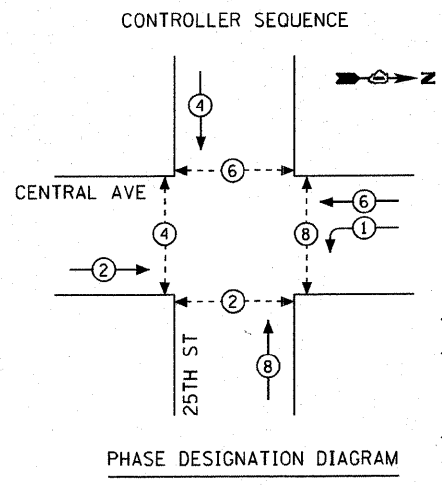 CONTROLLER SEQUENCE
N
4
6
CENTRAL AVE
6
1
4
8
2
2
25TH ST
8
PHASE DESIGNATION DIAGRAM